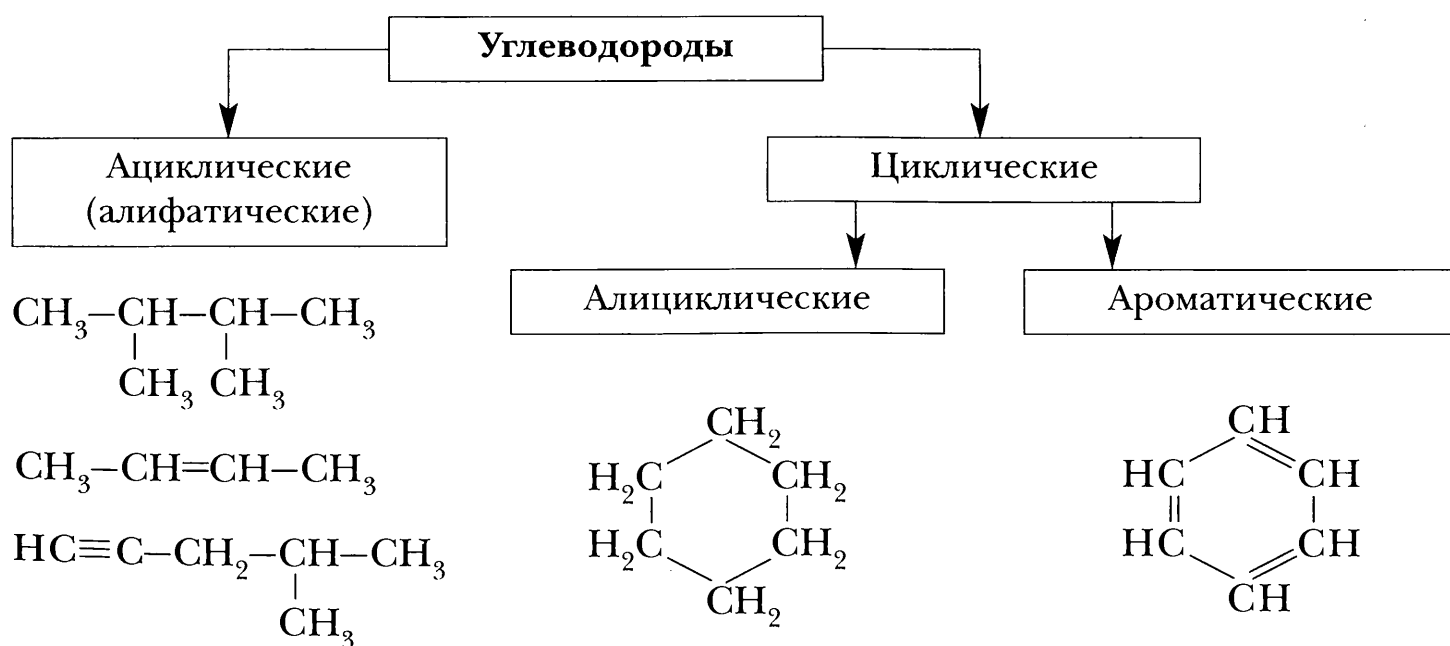 Углеводороды
Ациклические
(алифатические)
Циклические
Алициклические
Ароматические
CH₃–CH–CH–CH₃
CH₃ CH₃
CH₃–CH=CH–CH₃
HC≡C–CH₂–CH–CH₃
CH₃
CH₂
H₂C CH₂
H₂C CH₂
CH₂
CH
HC CH
HC CH
CH